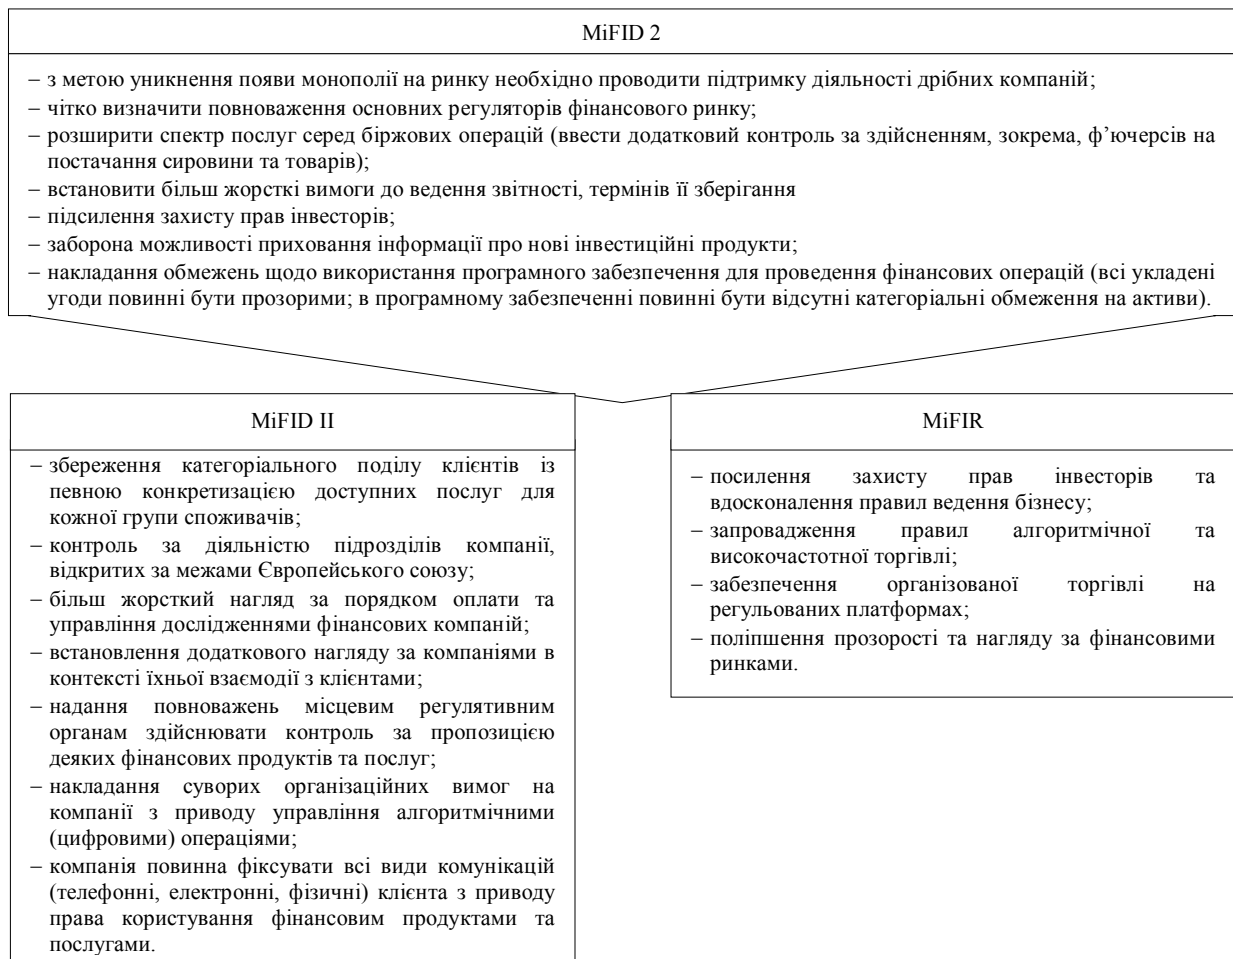 MiFID 2
– з метою уникнення появи монополії на ринку необхідно проводити підтримку діяльності дрібних компаній;
– чітко визначити повноваження основних регуляторів фінансового ринку;
– розширити спектр послуг серед біржових операцій (ввести додатковий контроль за здійсненням, зокрема, ф’ючерсів на
постачання сировини та товарів);
– встановити більш жорсткі вимоги до ведення звітності, термінів її зберігання
– підсилення захисту прав інвесторів;
– заборона можливості приховання інформації про нові інвестиційні продукти;
– накладання обмежень щодо використання програмного забезпечення для проведення фінансових операцій (всі укладені
угоди повинні бути прозорими; в програмному забезпеченні повинні бути відсутні категоріальні обмеження на активи).
MiFID II
– збереження категоріального поділу клієнтів із
певною конкретизацією доступних послуг для
кожної групи споживачів;
– контроль за діяльністю підрозділів компанії,
відкритих за межами Європейського союзу;
– більш жорсткий нагляд за порядком оплати та
управління дослідженнями фінансових компаній;
– встановлення додаткового нагляду за компаніями в
контексті їхньої взаємодії з клієнтами;
– надання повноважень місцевим регулятивним
органам здійснювати контроль за пропозицією
деяких фінансових продуктів та послуг;
– накладання суворих організаційних вимог на
компанії з приводу управління алгоритмічними
(цифровими) операціями;
– компанія повинна фіксувати всі види комунікацій
(телефонні, електронні, фізичні) клієнта з приводу
права користування фінансовим продуктами та
послугами.
MiFIR
– посилення захисту прав інвесторів та
вдосконалення правил ведення бізнесу;
– запровадження правил алгоритмічної та
високочастотної торгівлі;
– забезпечення організованої торгівлі на
регульованих платформах;
– поліпшення прозорості та нагляду за фінансовими
ринками.